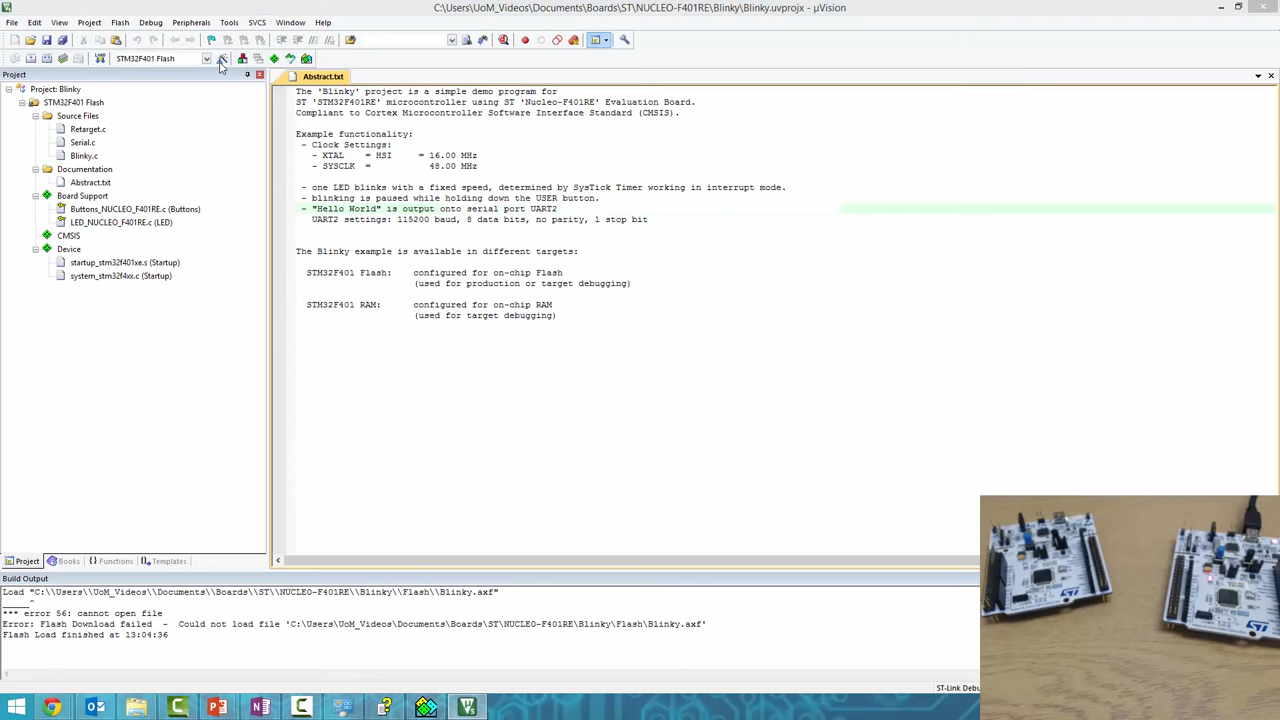 C:\Users\UoM_Videos\Documents\Boards\ST\NUCLEO-F401RE\Blinky\Blinky.uvprojx - µVision
File Edit View Project Flash Debug Peripherals Tools SVCS Window Help
STM32F401 Flash
Project
Abstract.txt
Project: Blinky
STM32F401 Flash
Source Files
Retarget.c
Serial.c
Blinky.c
Documentation
Abstract.txt
Board Support
Buttons_NUCLEO_F401RE.c (Buttons)
LED_NUCLEO_F401RE.c (LED)
CMSIS
Device
startup_stm32f401xe.s (Startup)
system_stm32f4xx.c (Startup)
The 'Blinky' project is a simple demo program for
ST 'STM32F401RE' microcontroller using ST 'Nucleo-F401RE' Evaluation Board.
Compliant to Cortex Microcontroller Software Interface Standard (CMSIS).
Example functionality:
- Clock Settings:
- XTAL = HSI = 16.00 MHz
- SYSCLK = 48.00 MHz
- one LED blinks with a fixed speed, determined by SysTick Timer working in interrupt mode.
- blinking is paused while holding down the USER button.
- "Hello World" is output onto serial port UART2
UART2 settings: 115200 baud, 8 data bits, no parity, 1 stop bit
The Blinky example is available in different targets:
STM32F401 Flash: configured for on-chip Flash
(used for production or target debugging)
STM32F401 RAM: configured for on-chip RAM
(used for target debugging)
Project Books {} Functions Templates
Build Output
Load "C:\\Users\\UoM_Videos\\Documents\\Boards\\ST\\NUCLEO-F401RE\\Blinky\\Flash\\Blinky.axf"
^
*** error 56: cannot open file
Error: Flash Download failed - Could not load file 'C:\Users\UoM_Videos\Documents\Boards\ST\NUCLEO-F401RE\Blinky\Flash\Blinky.axf'
Flash Load finished at 13:04:36
ST-Link Debu